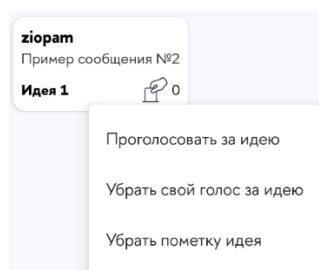 ziopam
Пример сообщения №2
Идея 1 0
Проголосовать за идею
Убрать свой голос за идею
Убрать пометку идея